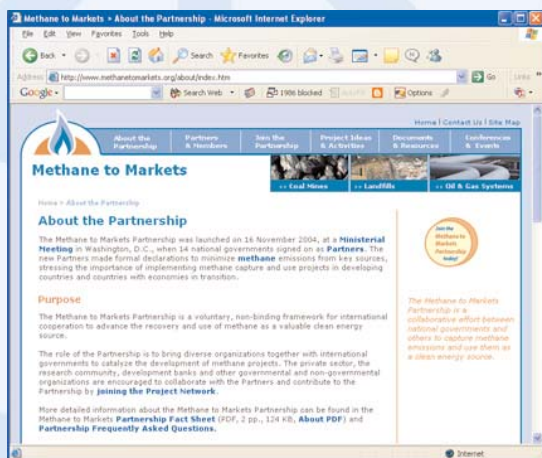 Methane to Markets > About the Partnership - Microsoft Internet Explorer
File Edit View Favorites Tools Help
Back Search Favorites
Address http://www.methanetomarkets.org/about/index.htm Go Links
Google Search Web 1986 blocked Options
Home | Contact Us | Site Map
About the Partnership
Partners & Members
Join the Partnership
Project Ideas & Activities
Documents & Resources
Conferences & Events
Methane to Markets
>> Coal Mines >> Landfills >> Oil & Gas Systems
Home > About the Partnership
About the Partnership
The Methane to Markets Partnership was launched on 16 November 2004, at a Ministerial
Meeting in Washington, D.C., when 14 national governments signed on as Partners. The
new Partners made formal declarations to minimize methane emissions from key sources,
stressing the importance of implementing methane capture and use projects in developing
countries and countries with economies in transition.
Purpose
The Methane to Markets Partnership is a voluntary, non-binding framework for international
cooperation to advance the recovery and use of methane as a valuable clean energy
source.
The role of the Partnership is to bring diverse organizations together with international
governments to catalyze the development of methane projects. The private sector, the
research community, development banks and other governmental and non-governmental
organizations are encouraged to collaborate with the Partners and contribute to the
Partnership by joining the Project Network.
More detailed information about the Methane to Markets Partnership can be found in the
Methane to Markets Partnership Fact Sheet (PDF, 2 pp., 124 KB, About PDF) and
Partnership Frequently Asked Questions.
Join the
Methane to
Markets
Partnership
today!
The Methane to Markets
Partnership is a
collaborative effort between
national governments and
others to capture methane
emissions and use them as
a clean energy source.
Internet